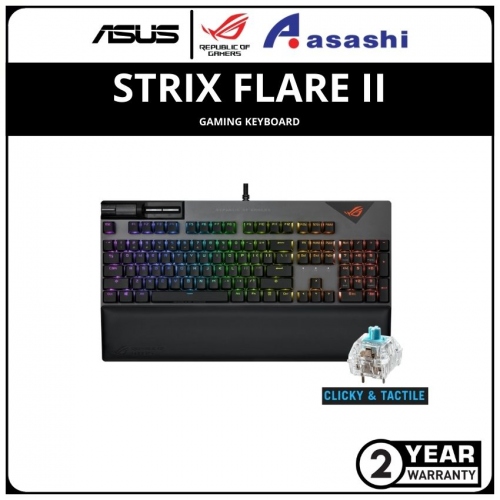 ASUS
REPUBLIC OF
GAMERS
Asashi
STRIX FLARE II
GAMING KEYBOARD
CLICKY & TACTILE
2 YEAR
WARRANTY